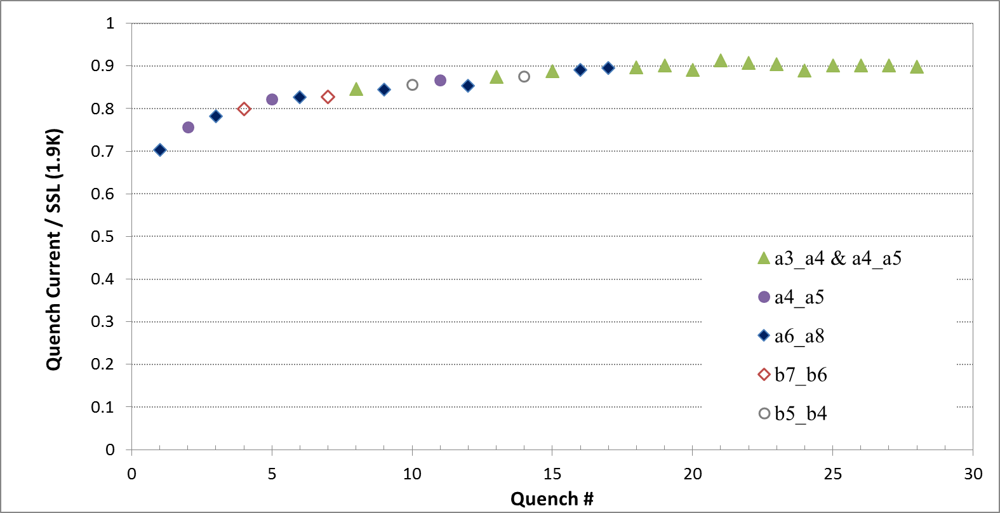 1
0.9
0.8
0.7
0.6
0.5
0.4
0.3
0.2
0.1
0
Quench Current / SSL (1.9K)
a3_a4 & a4_a5
a4_a5
a6_a8
b7_b6
b5_b4
0 5 10 15 20 25 30
Quench #